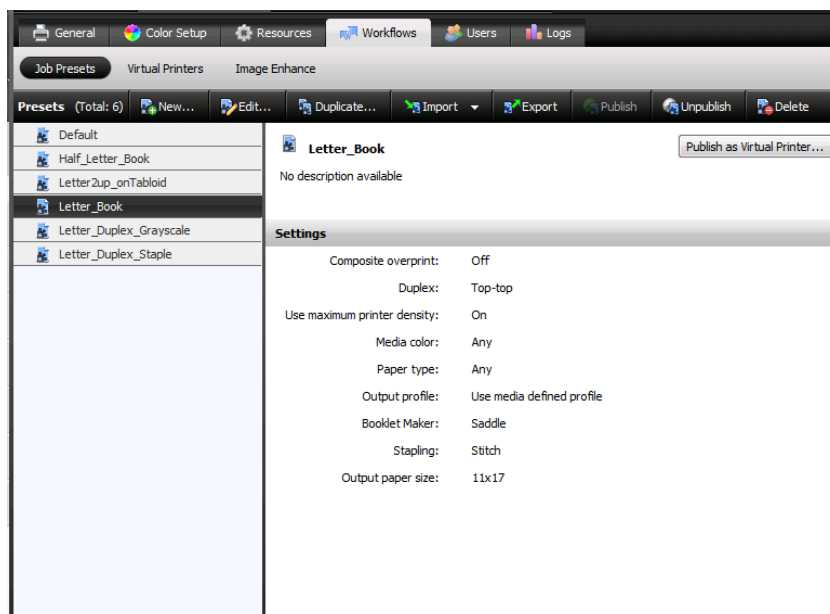 General Color Setup Resources Workflows Users Logs
Job Presets Virtual Printers Image Enhance
Presets (Total: 6) New... Edit... Duplicate... Import Export Publish Unpublish Delete
Default
Half_Letter_Book
Letter2up_onTabloid
Letter_Book
Letter_Duplex_Grayscale
Letter_Duplex_Staple
Letter_Book Publish as Virtual Printer...
No description available
Settings
Composite overprint: Off
Duplex: Top-top
Use maximum printer density: On
Media color: Any
Paper type: Any
Output profile: Use media defined profile
Booklet Maker: Saddle
Stapling: Stitch
Output paper size: 11x17